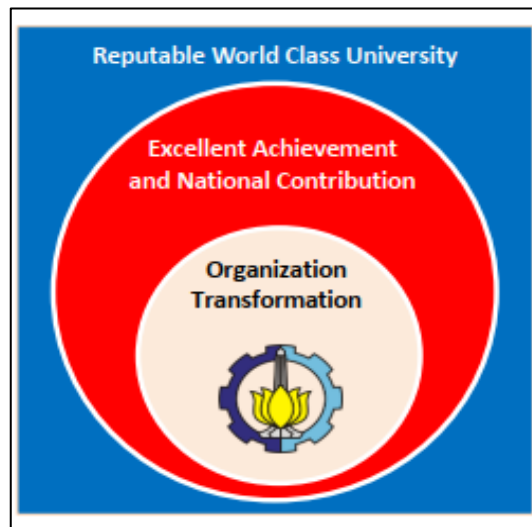 Reputable World Class University
Excellent Achievement
and National Contribution
Organization
Transformation